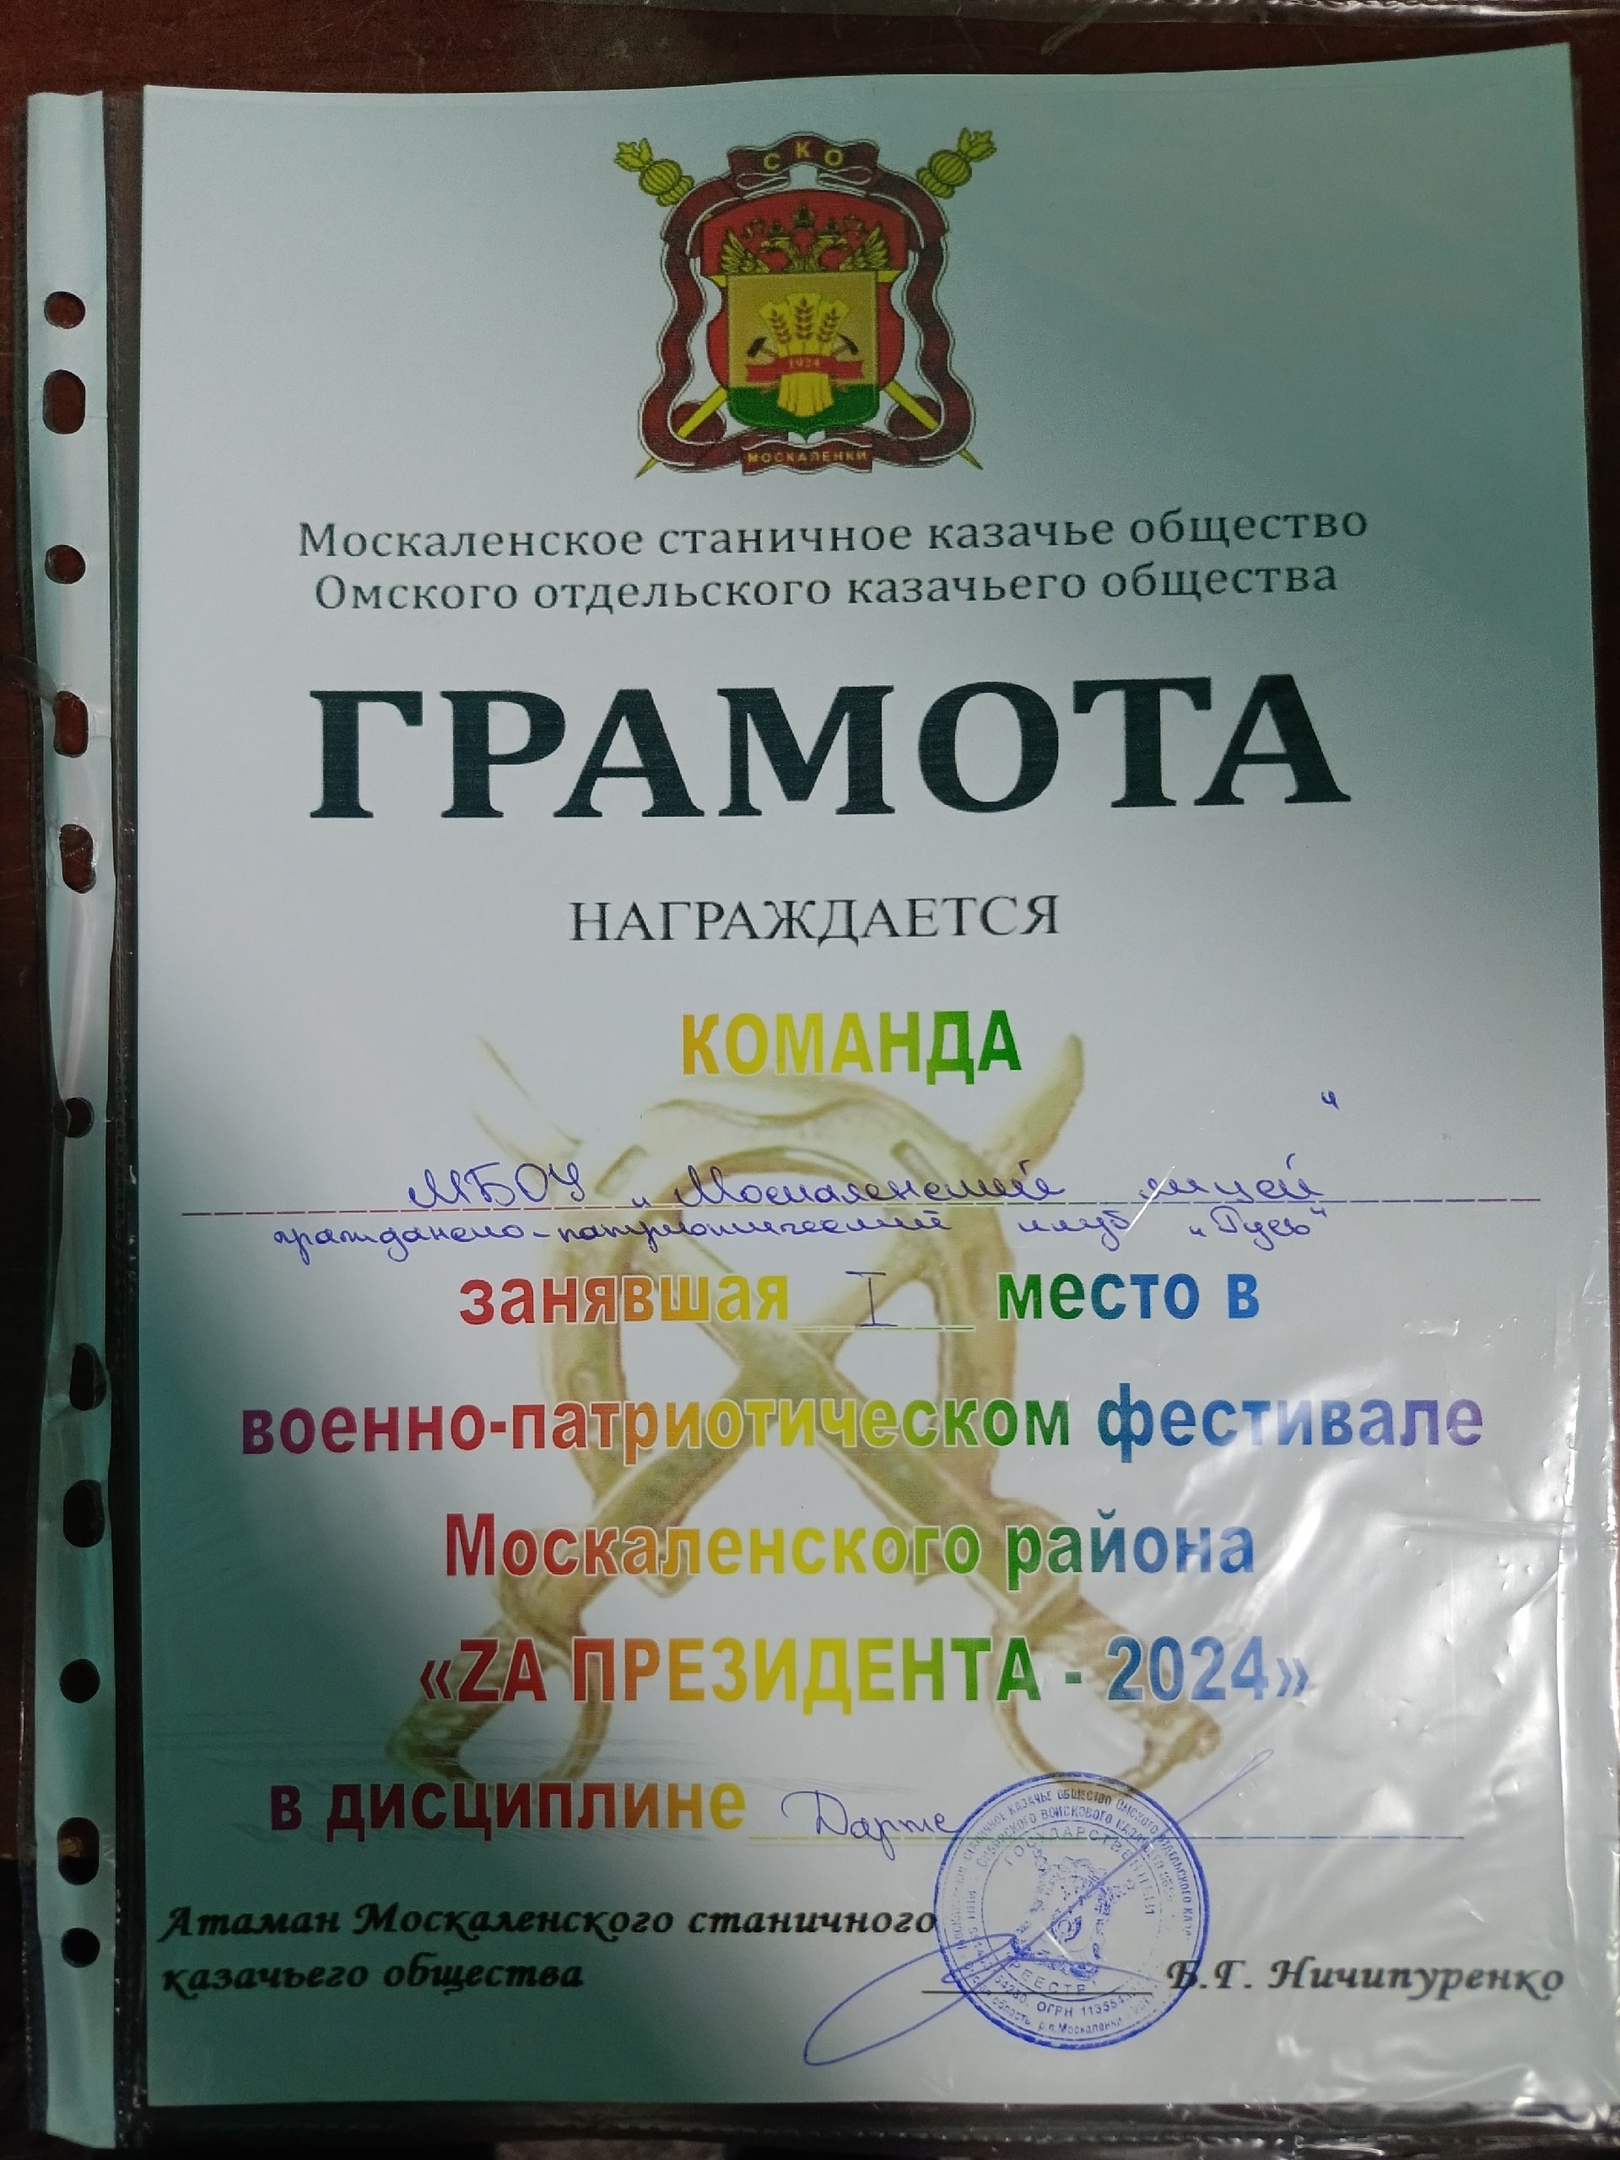 СКО
1924
МОСКАЛЕНКИ
Москаленское станичное казачье общество
Омского отдельского казачьего общества
ГРАМОТА
НАГРАЖДАЕТСЯ
КОМАНДА
МБОУ „Москаленский лицей"
гражданско-патриотический клуб „Русь"
занявшая I место в
военно-патриотическом фестивале
Москаленского района
«ZА ПРЕЗИДЕНТА - 2024»
в дисциплине Дартс
Атаман Москаленского станичного
казачьего общества Б.Г. Ничипуренко
ГОСУДАРСТВЕННЫЙ
РЕЕСТР